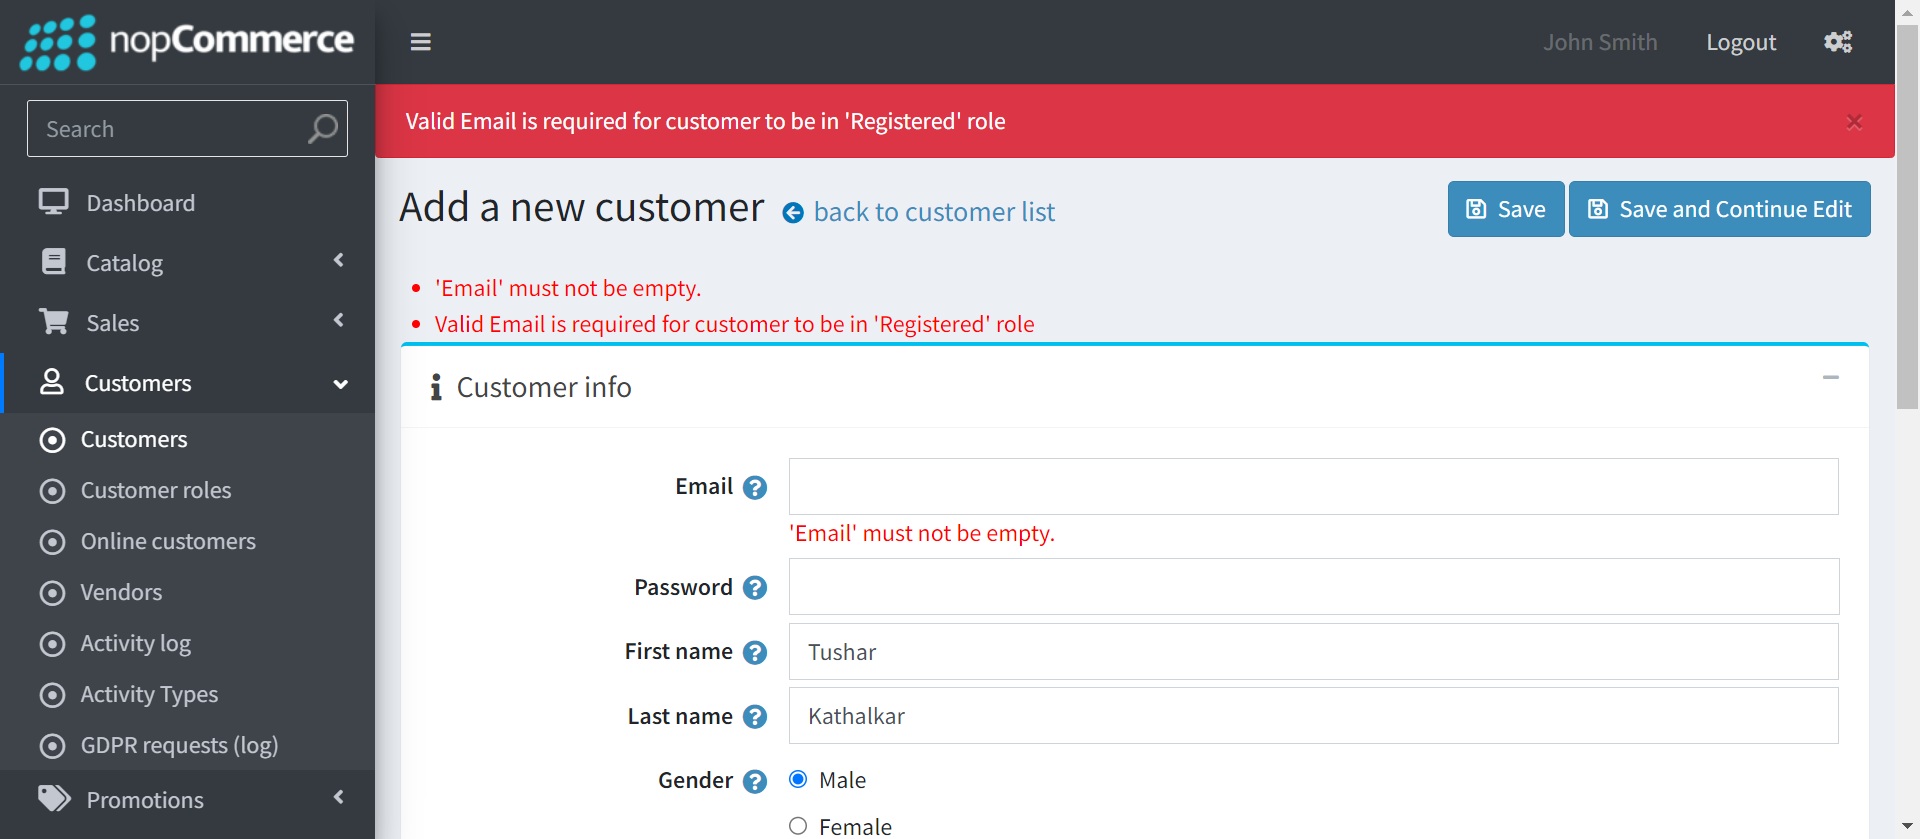 nopCommerce
John Smith
Logout
Search
Valid Email is required for customer to be in 'Registered' role
×
Dashboard
Catalog
Sales
Customers
Customers
Customer roles
Online customers
Vendors
Activity log
Activity Types
GDPR requests (log)
Promotions
Add a new customer
back to customer list
Save
Save and Continue Edit
'Email' must not be empty.
Valid Email is required for customer to be in 'Registered' role
Customer info
Email
'Email' must not be empty.
Password
First name
Tushar
Last name
Kathalkar
Gender
Male
Female